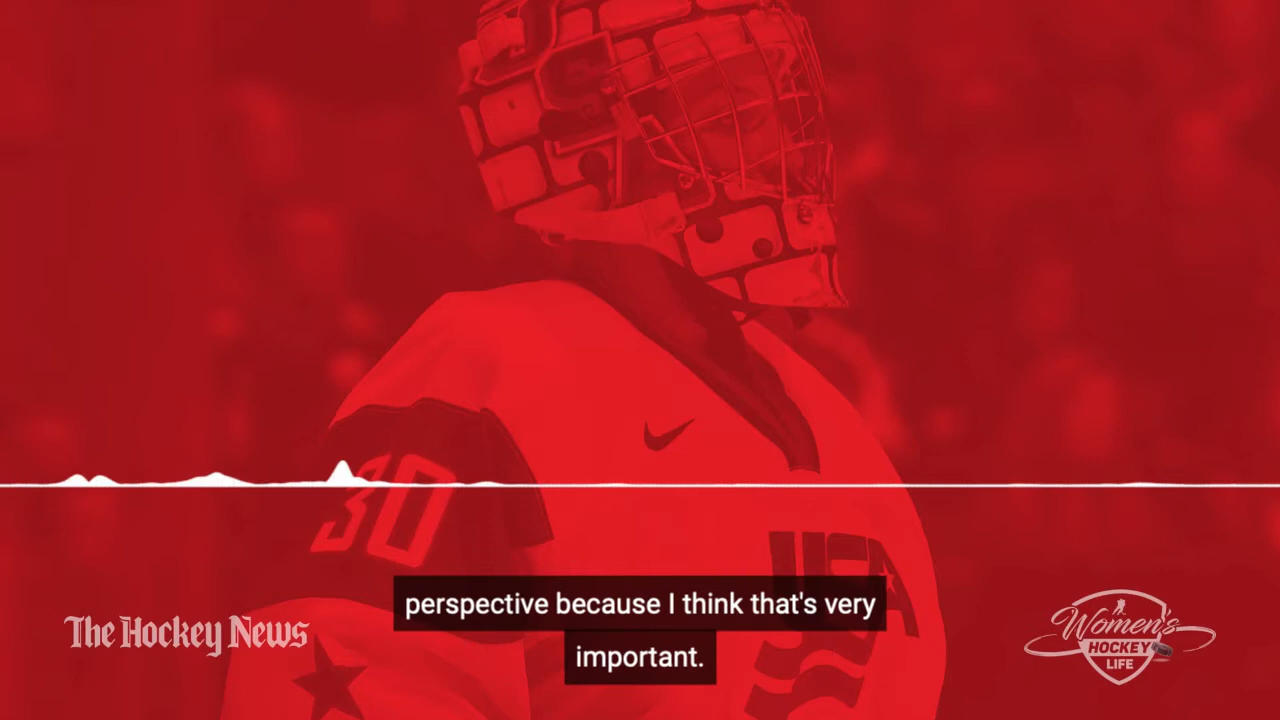 30
USA
perspective because I think that's very
important.
The Hockey News
Women's
HOCKEY
LIFE